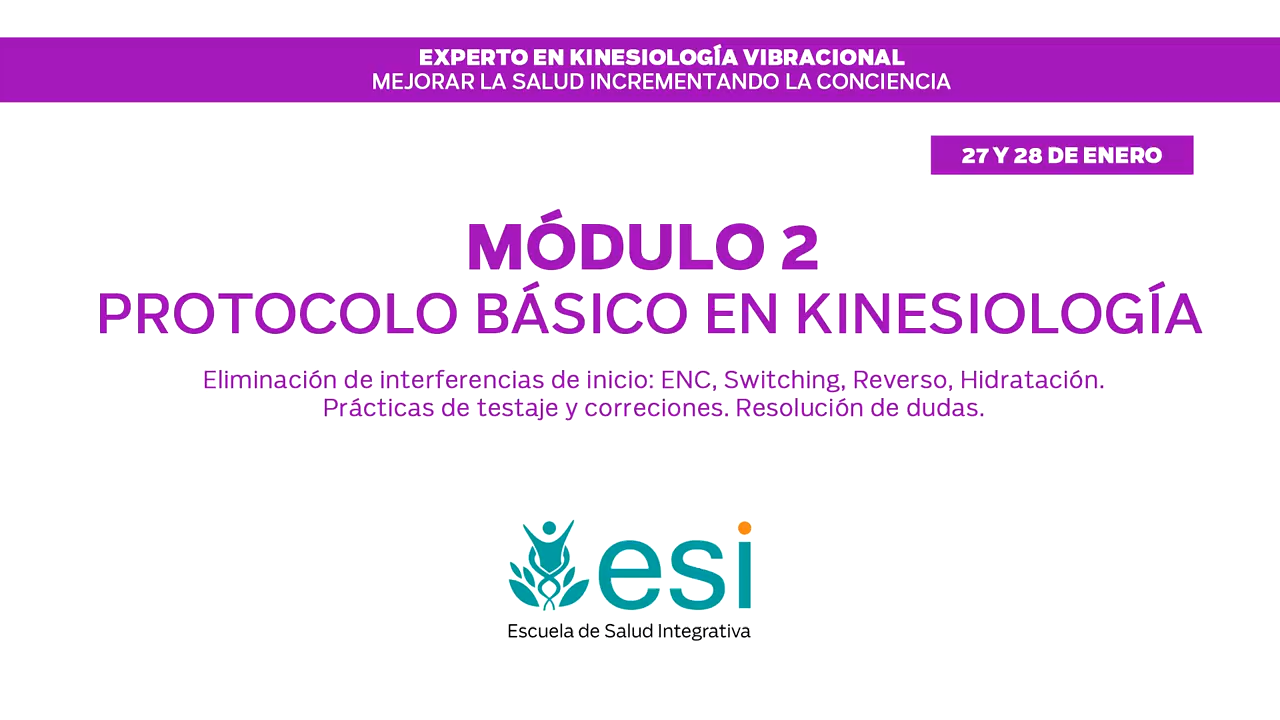 EXPERTO EN KINESIOLOGÍA VIBRACIONAL
MEJORAR LA SALUD INCREMENTANDO LA CONCIENCIA
27 Y 28 DE ENERO
MÓDULO 2
PROTOCOLO BÁSICO EN KINESIOLOGÍA
Eliminación de interferencias de inicio: ENC, Switching, Reverso, Hidratación.
Prácticas de testaje y correciones. Resolución de dudas.
esi
Escuela de Salud Integrativa